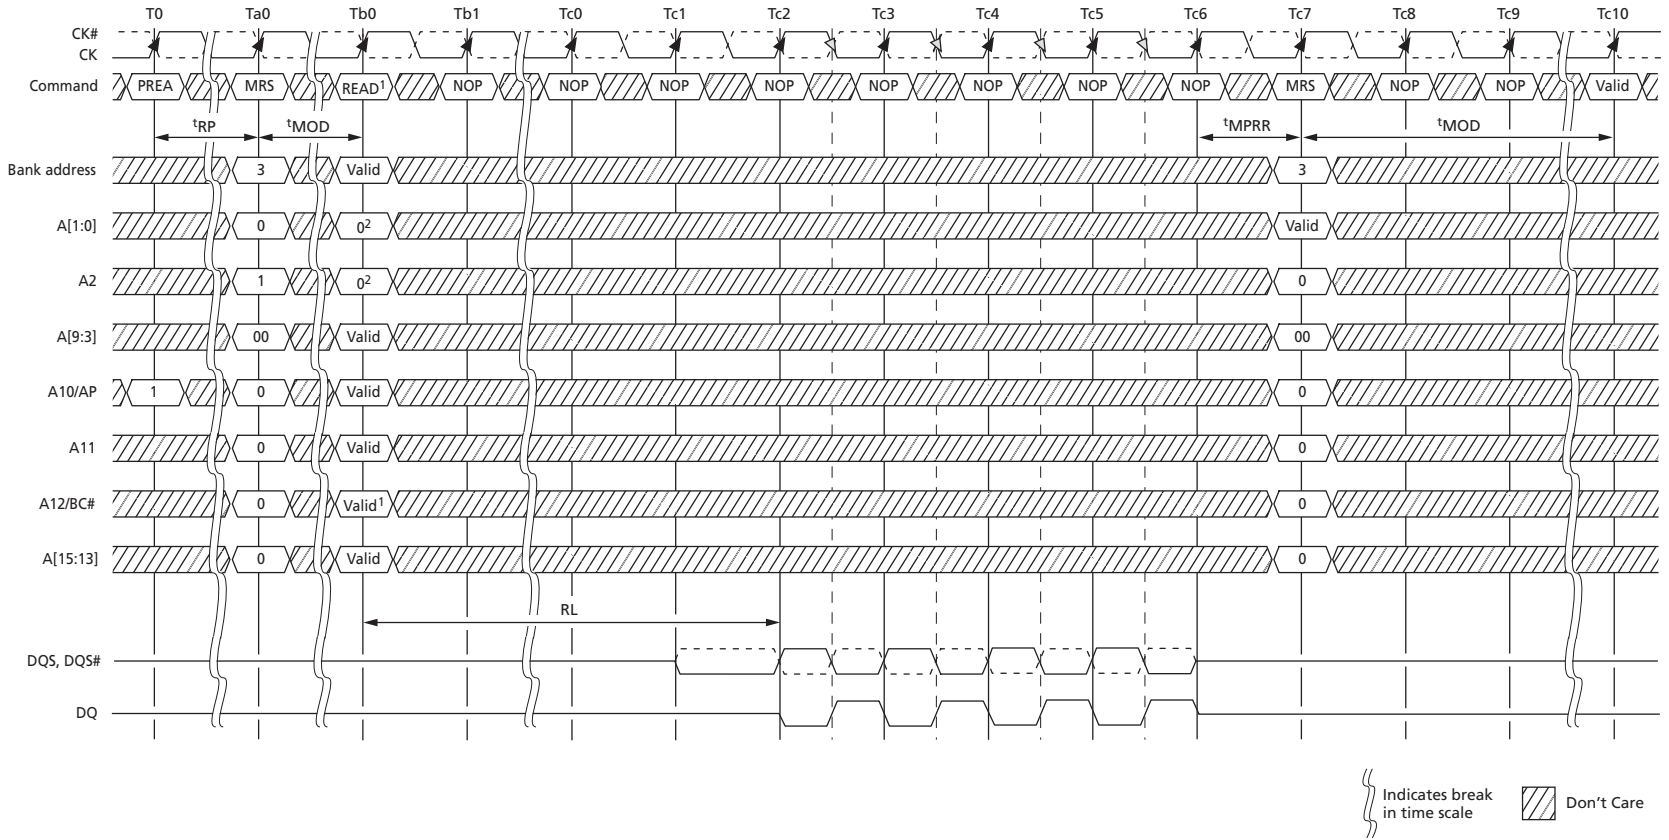 T0 Ta0 Tb0 Tb1 Tc0 Tc1 Tc2 Tc3 Tc4 Tc5 Tc6 Tc7 Tc8 Tc9 Tc10
CK#
CK
Command PREA MRS READ¹ NOP NOP NOP NOP NOP NOP NOP NOP MRS NOP NOP Valid
ᵗRP ᵗMOD ᵗMPRR ᵗMOD
Bank address 3 Valid 3
A[1:0] 0 0² Valid
A2 1 0² 0
A[9:3] 00 Valid 00
A10/AP 1 0 Valid 0
A11 0 Valid 0
A12/BC# 0 Valid¹ 0
A[15:13] 0 Valid 0
RL
DQS, DQS#
DQ
Indicates break
in time scale
Don't Care